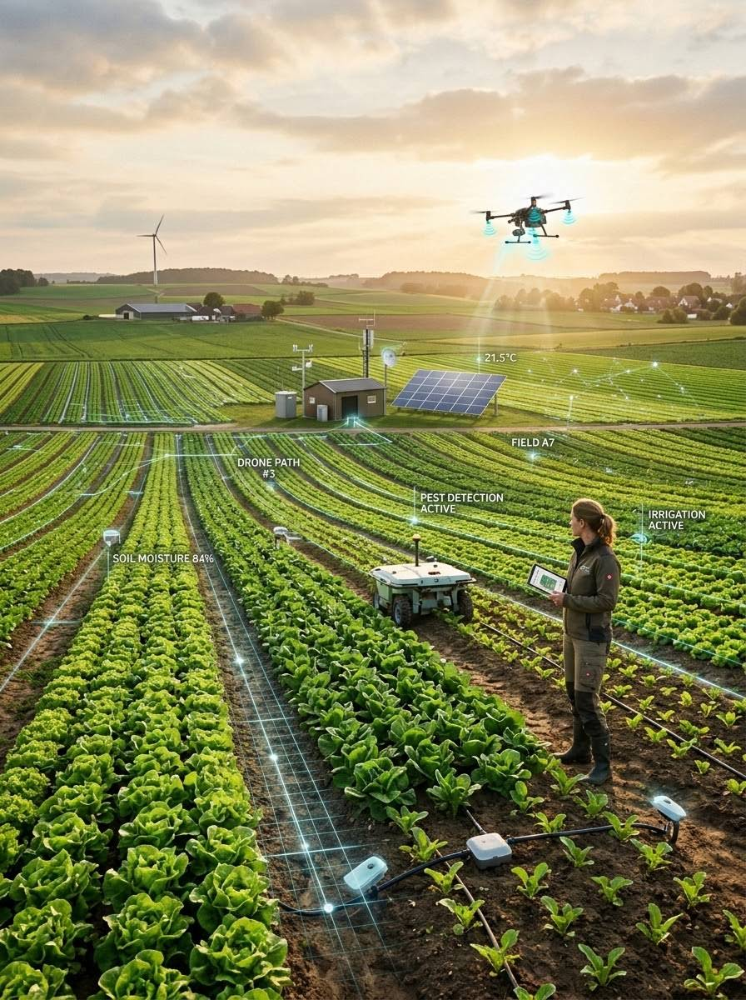 21.5°C
FIELD A7
DRONE PATH
#3
PEST DETECTION
ACTIVE
IRRIGATION
ACTIVE
SOIL MOISTURE 84%